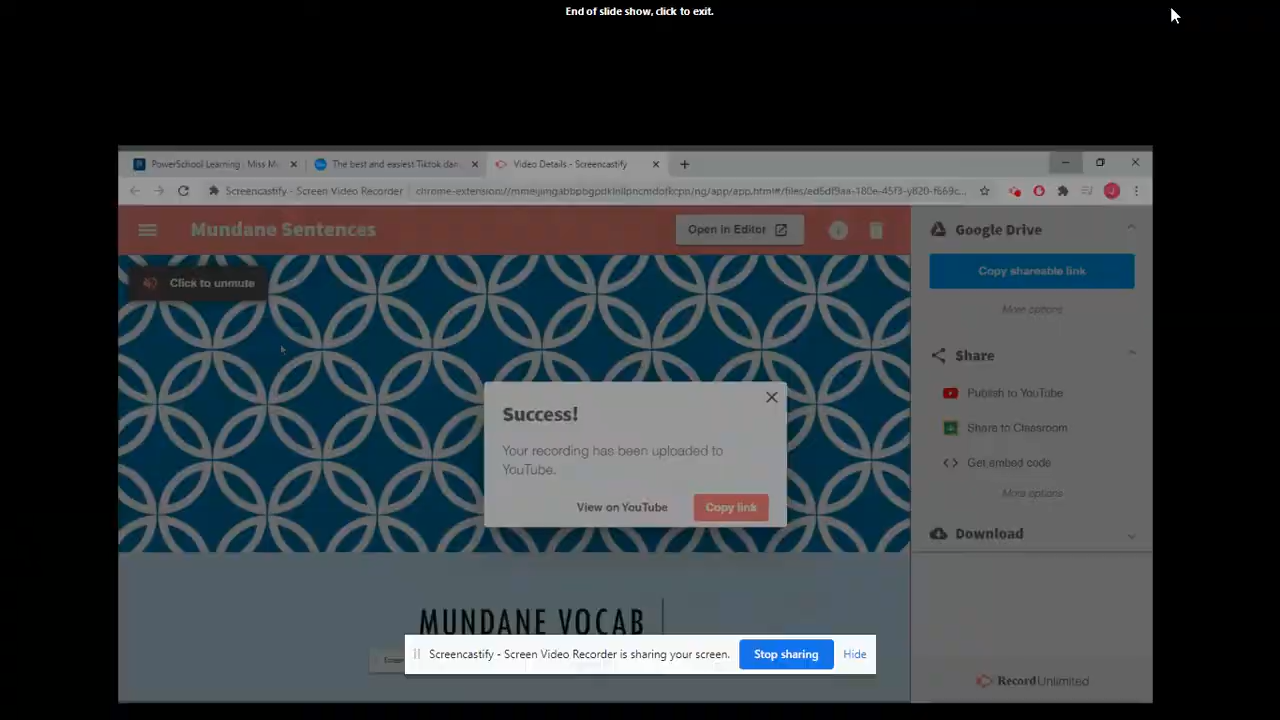 End of slide show, click to exit.
PowerSchool Learning : Miss Mu
The best and easiest Tiktok dan
Video Details - Screencastify
Screencastify - Screen Video Recorder
Mundane Sentences
Open in Editor
Google Drive
Click to unmute
Copy shareable link
More options
Share
Publish to YouTube
Success!
Share to Classroom
Your recording has been uploaded to
YouTube.
Get embed code
More options
View on YouTube
Copy link
Download
MUNDANE VOCAB
Screencastify - Screen Video Recorder is sharing your screen.
Stop sharing
Hide
RecordUnlimited